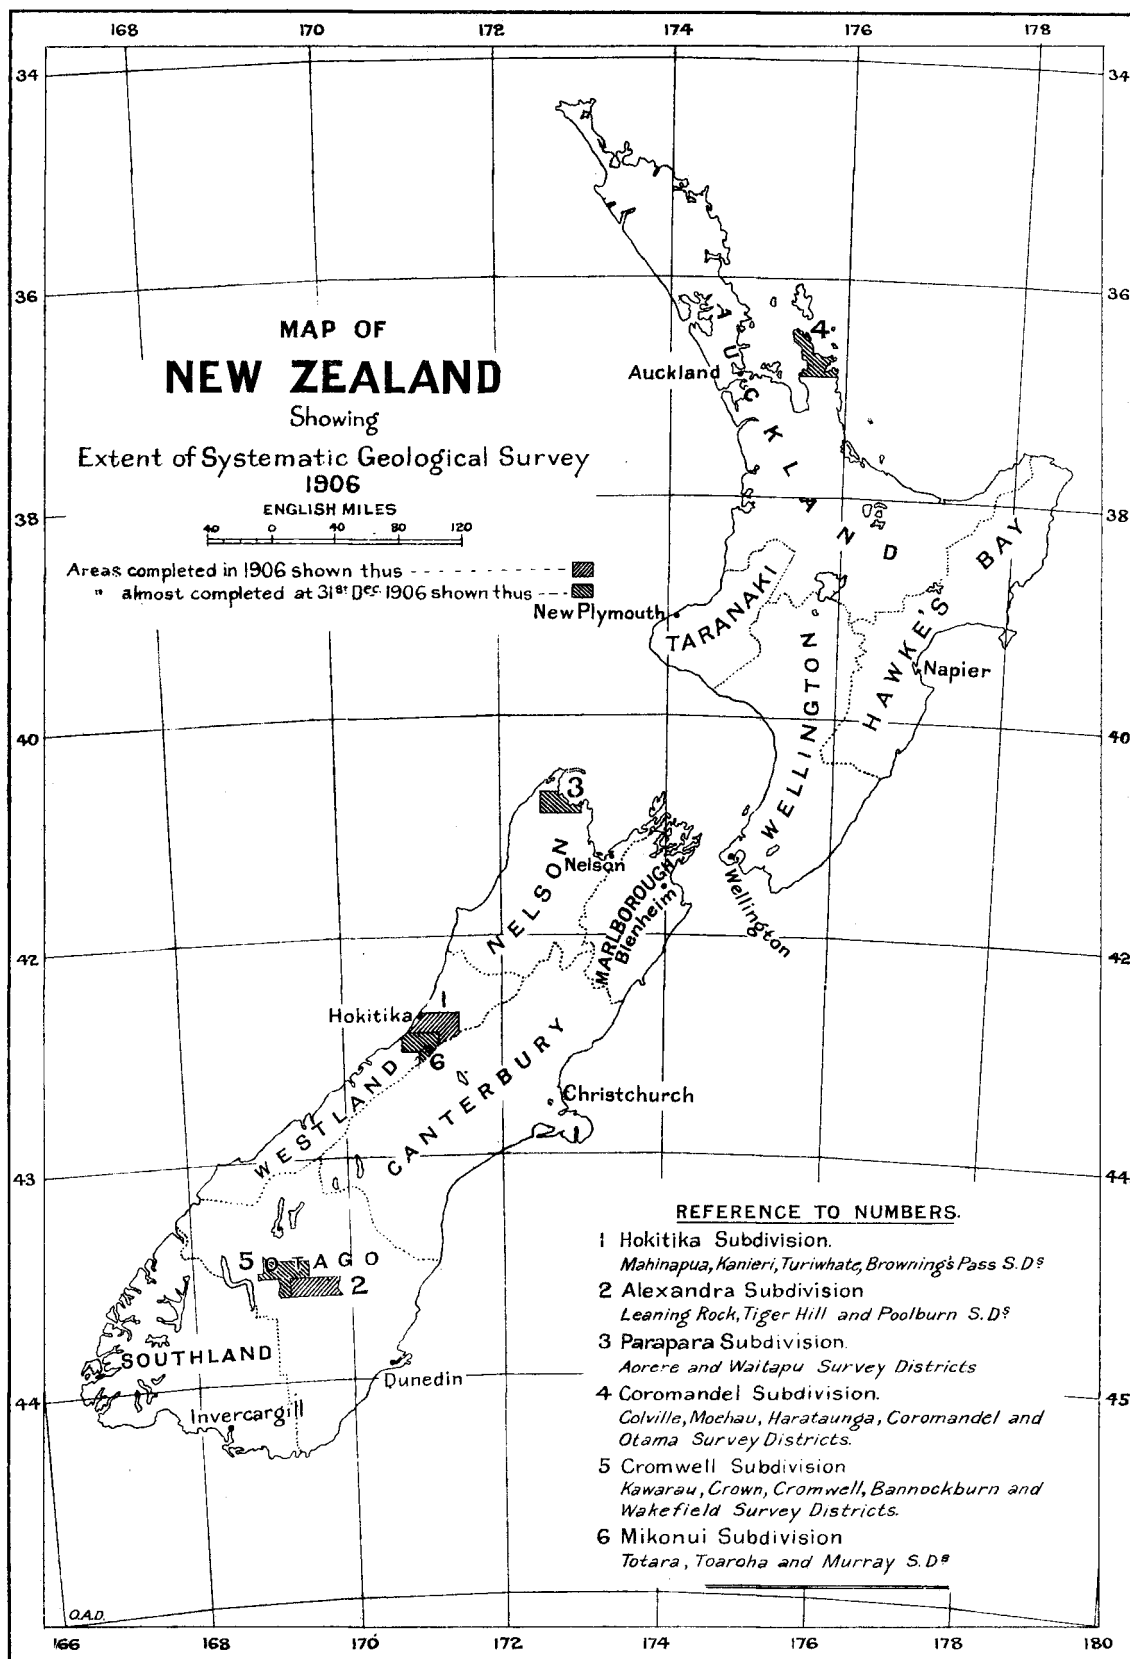 168 170 172 174 176 178
34 34
36 36
MAP OF
NEW ZEALAND
Showing
Extent of Systematic Geological Survey
1906
ENGLISH MILES
40 0 40 80 120
Areas completed in 1906 shown thus
" almost completed at 31st Dec. 1906 shown thus
4
Auckland
AUCKLAND
38 38
New Plymouth
TARANAKI
HAWKE'S BAY
Napier
WELLINGTON
Wellington
40 40
3
Nelson
NELSON
MARLBOROUGH
Blenheim
42 42
1
Hokitika
6
WESTLAND
CANTERBURY
Christchurch
43 44
5 OTAGO
2
SOUTHLAND
Dunedin
Invercargill
44 45
REFERENCE TO NUMBERS.
1 Hokitika Subdivision.
Mahinapua, Kanieri, Turiwhate, Browning's Pass S.Ds
2 Alexandra Subdivision
Leaning Rock, Tiger Hill and Poolburn S.Ds
3 Parapara Subdivision.
Aorere and Waitapu Survey Districts
4 Coromandel Subdivision.
Colville, Moehau, Harataunga, Coromandel and
Otama Survey Districts.
5 Cromwell Subdivision
Kawarau, Crown, Cromwell, Bannockburn and
Wakefield Survey Districts.
6 Mikonui Subdivision
Totara, Toaroha and Murray S.Ds
O.A.D.
166 168 170 172 174 176 178 180